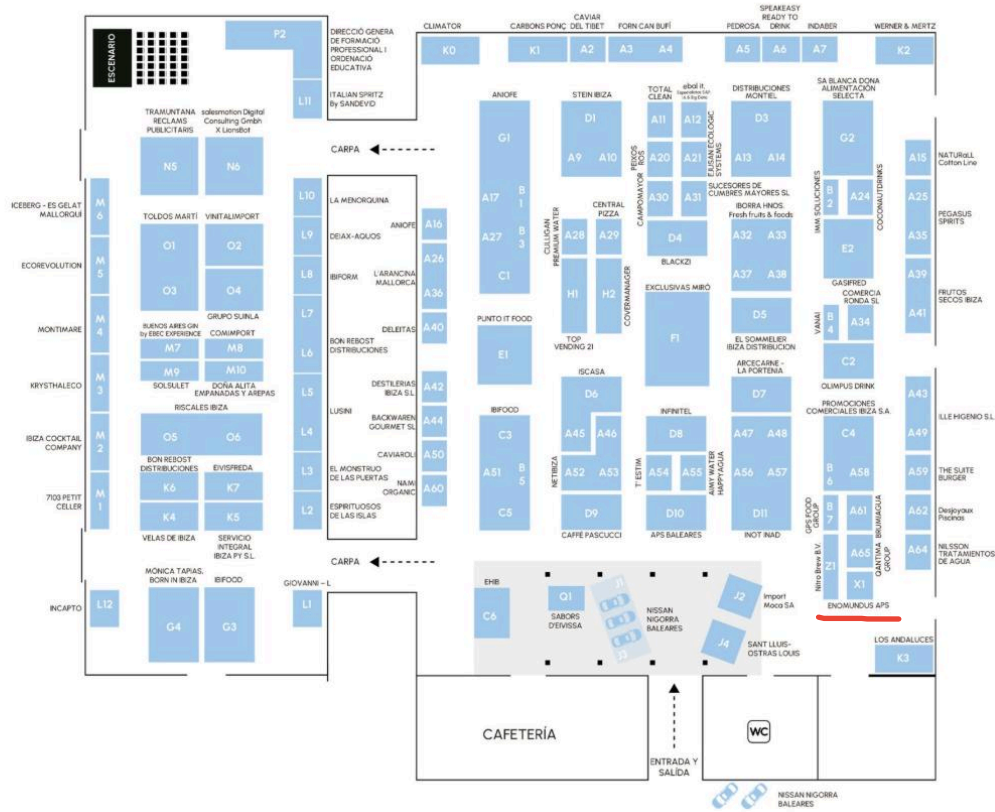 ESCENARIO
P2
DIRECCIÓ GENERA
DE FORMACIÓ
PROFESSIONAL I
ORDENACIÓ
EDUCATIVA
L11
ITALIAN SPRITZ
By SANDEVID
CLIMATOR
K0
CARBONS PONÇ
K1
CAVIAR
DEL TIBET
A2
FORN CAN BUFÍ
A3
A4
PEDROSA
A5
SPEAKEASY
READY TO
DRINK
A6
INDABER
A7
WERNER & MERTZ
K2
TRAMUNTANA
RECLAMS
PUBLICITARIS
N5
salesmotion Digital
Consulting Gmbh
X LionsBot
N6
CARPA
ANIOFE
G1
A17
B1
A27
B3
C1
STEIN IBIZA
D1
A9
A10
TOTAL
CLEAN
A11
ebal it.
A12
PEIXOS
ROS
A20
A21
EJUSAN ECOLOGIC
SYSTEMS
CAMPOMAYOR
A30
A31
SUCESORES DE
CUMBRES MAYORES SL
D4
BLACKZI
DISTRIBUCIONES
MONTIEL
D3
A13
A14
IBORRA HNOS.
Fresh fruits & foods
A32
A33
A37
A38
D5
EL SOMMELIER
IBIZA DISTRIBUCION
SA BLANCA DONA
ALIMENTACIÓN
SELECTA
G2
IMM SOLUCIONES
B2
A24
COCONAUTDRINKS
E2
GASIFRED
COMERCIA
RONDA SL
VANAI
B4
A34
C2
OLIMPUS DRINK
A15
NATURaLL
Cotton Line
A25
PEGASUS
SPIRITS
A35
A39
FRUTOS
SECOS IBIZA
A41
ICEBERG - ES GELAT
MALLORQUÍ
M6
ECOREVOLUTION
M5
MONTIMARE
M4
KRYSTHALECO
M3
IBIZA COCKTAIL
COMPANY
M2
7103 PETIT
CELLER
M1
TOLDOS MARTÍ
O1
O3
VINITALIMPORT
O2
O4
GRUPO SUINLA
BUENOS ARES GIN
by EBEC EXPERIENCE
M7
M9
SOLSULET
COMIMPORT
M8
M10
DOÑA ALITA
EMPANADAS Y AREPAS
RISCALES IBIZA
O5
O6
BON REBOST
DISTRIBUCIONES
K6
K4
VELAS DE IBIZA
EIVISFREDA
K7
K5
SERVICIO
INTEGRAL
IBIZA PY S.L.
L10
LA MENORQUINA
L9
DEIAX-AQUOS
L8
IBIFORM
L7
BON REBOST
DISTRIBUCIONES
L6
L5
LUSINI
L4
L3
EL MONSTRUO
DE LAS PUERTAS
L2
ESPIRITUOSOS
DE LAS ISLAS
ANIOFE
A16
L'ARANCINA
MALLORCA
A26
A36
DELEITAS
A40
DESTILERIAS
IBIZA S.L.
A42
BACKWAREN
GOURMET SL
A44
CAVIAROLI
A50
NAMI
ORGANIC
A60
PUNTO IT FOOD
E1
CULLIGAN
PREMIUM WATER
A28
CENTRAL
PIZZA
A29
H1
H2
COVERMANAGER
TOP
VENDING 21
EXCLUSIVAS MIRÓ
F1
IBIFOOD
C3
A51
B5
C5
ISCASA
D6
A45
A46
NETIBIZA
A52
A53
D9
CAFFÈ PASCUCCI
INFINITEL
D8
T'ESTIM
A54
A55
AIMY WATER
HAPPYAGUA
D10
APS BALEARES
ARCECARNE -
LA PORTENIA
D7
A47
A48
A56
A57
D11
INOT INAD
PROMOCIONES
COMERCIALES IBIZA S.A
C4
B6
A58
GPS FOOD
GROUP
B7
A61
BRUMIAGUA
Nitro Brew B.V.
Z1
A65
QANTIMA
GROUP
X1
ENOMUNDUS APS
A43
ILLE HIGENIO S.L
A49
A59
THE SUITE
BURGER
A62
Desjoyaux
Piscinas
A64
NILSSON
TRATAMIENTOS
DE AGUA
CARPA
INCAPTO
L12
MONICA TAPIAS,
BORN IN IBIZA
G4
IBIFOOD
G3
GIOVANNI - L
L1
EHIB
C6
Q1
SABORS
D'EIVISSA
J1
J3
NISSAN
NIGORRA
BALEARES
J2
Import
Moca SA
J4
SANT LLUIS-
OSTRAS LOUIS
LOS ANDALUCES
K3
CAFETERÍA
ENTRADA Y
SALÍDA
WC
NISSAN NIGORRA
BALEARES